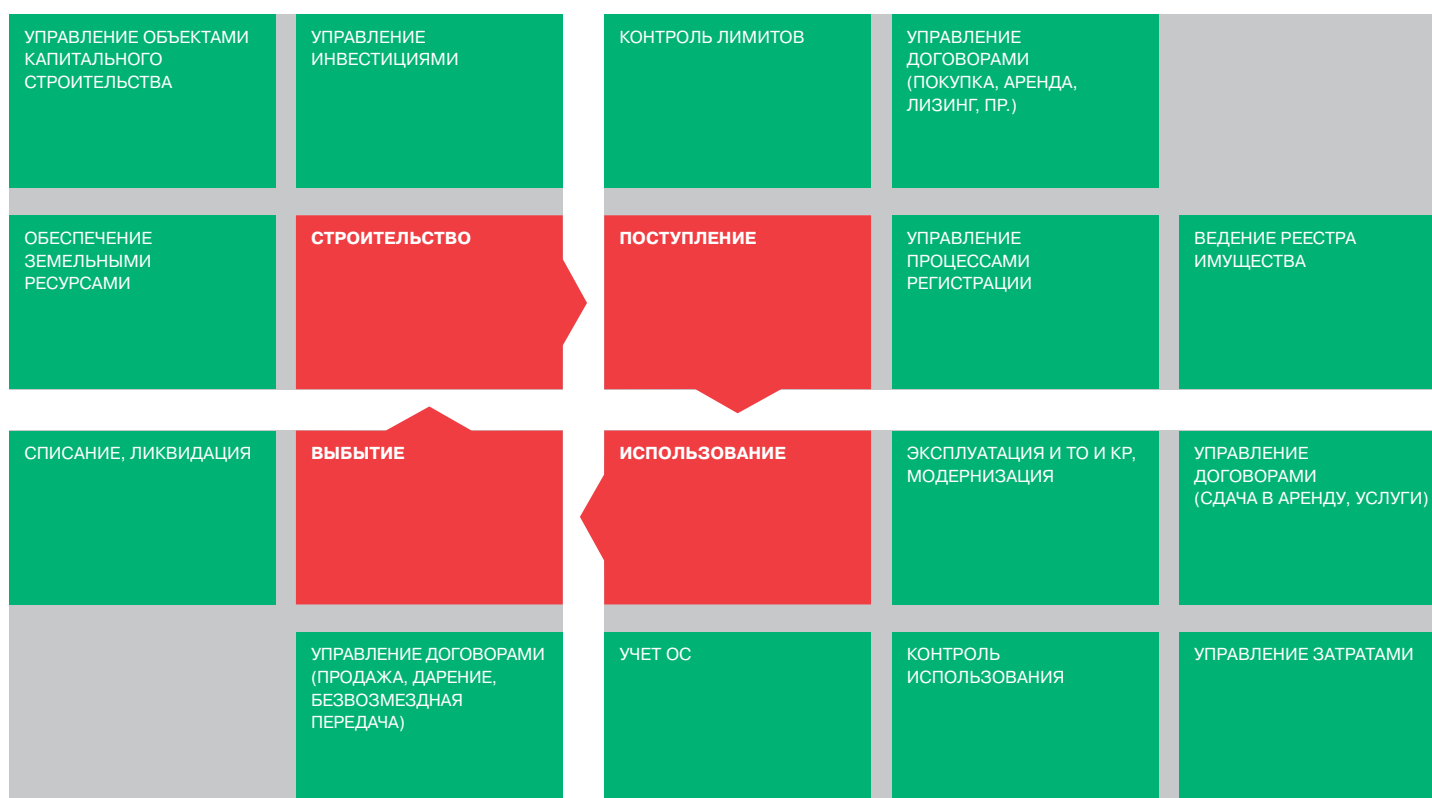 УПРАВЛЕНИЕ ОБЪЕКТАМИ
КАПИТАЛЬНОГО
СТРОИТЕЛЬСТВА
УПРАВЛЕНИЕ
ИНВЕСТИЦИЯМИ
КОНТРОЛЬ ЛИМИТОВ
УПРАВЛЕНИЕ
ДОГОВОРАМИ
(ПОКУПКА, АРЕНДА,
ЛИЗИНГ, ПР.)
ОБЕСПЕЧЕНИЕ
ЗЕМЕЛЬНЫМИ
РЕСУРСАМИ
СТРОИТЕЛЬСТВО
ПОСТУПЛЕНИЕ
УПРАВЛЕНИЕ
ПРОЦЕССАМИ
РЕГИСТРАЦИИ
ВЕДЕНИЕ РЕЕСТРА
ИМУЩЕСТВА
СПИСАНИЕ, ЛИКВИДАЦИЯ
ВЫБЫТИЕ
ИСПОЛЬЗОВАНИЕ
ЭКСПЛУАТАЦИЯ И ТО И КР,
МОДЕРНИЗАЦИЯ
УПРАВЛЕНИЕ
ДОГОВОРАМИ
(СДАЧА В АРЕНДУ, УСЛУГИ)
УПРАВЛЕНИЕ ДОГОВОРАМИ
(ПРОДАЖА, ДАРЕНИЕ,
БЕЗВОЗМЕЗДНАЯ
ПЕРЕДАЧА)
УЧЕТ ОС
КОНТРОЛЬ
ИСПОЛЬЗОВАНИЯ
УПРАВЛЕНИЕ ЗАТРАТАМИ